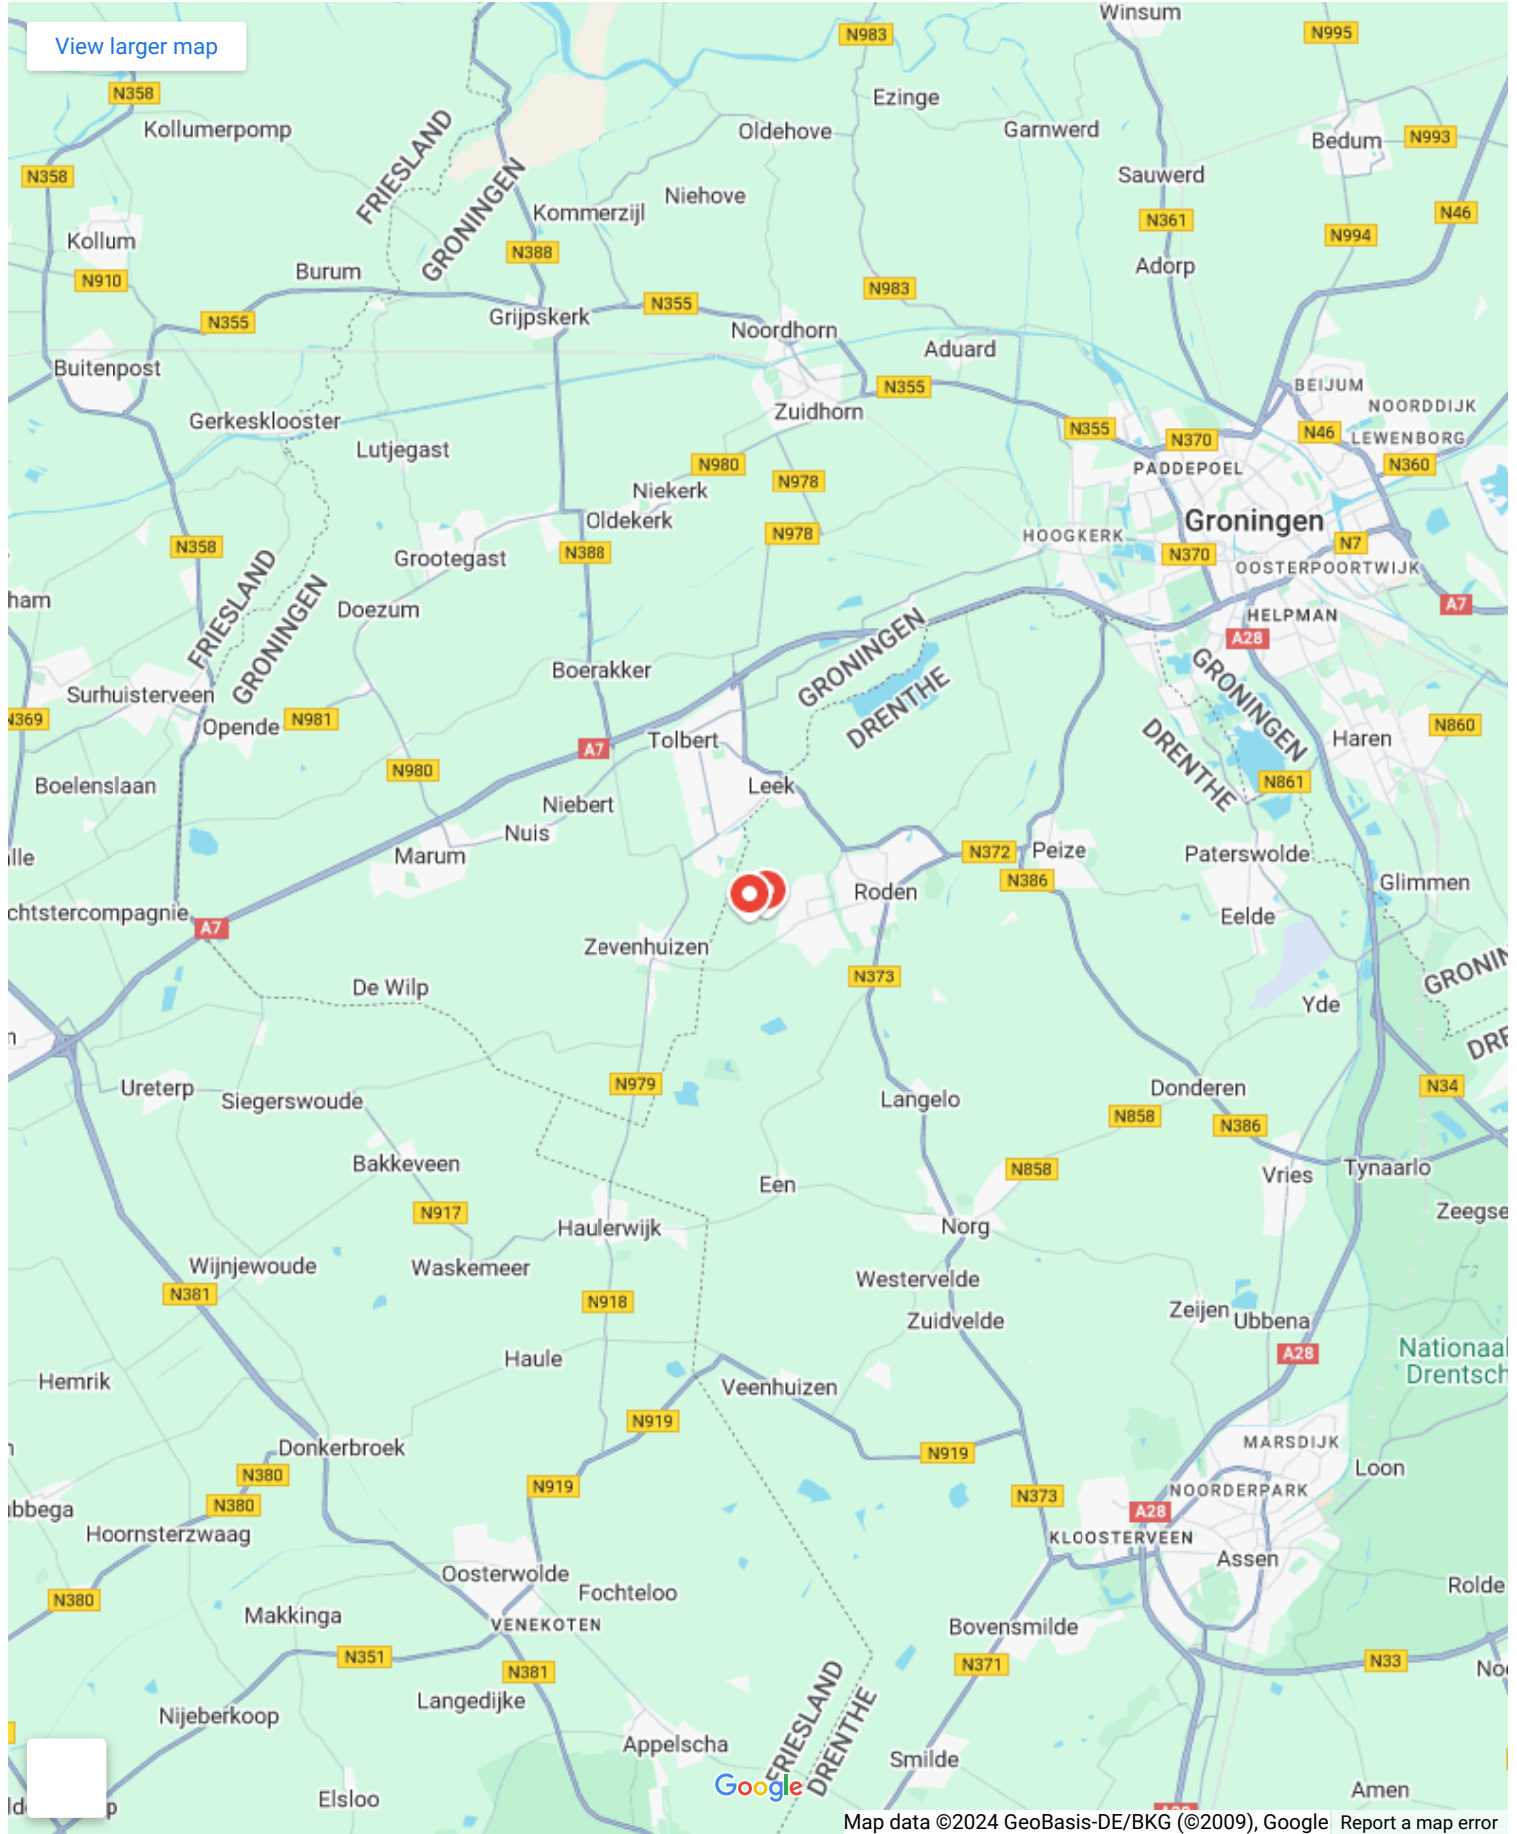 View larger map
Winsum
N983
N995
N358
Ezinge
Kollumerpomp
Oldehove
Garnwerd
Bedum
N993
FRIESLAND
GRONINGEN
N358
Sauwerd
Niehove
Kommerzijl
N361
N46
Kollum
N388
N994
N910
Burum
Adorp
N983
N355
Grijpskerk
N355
Noordhorn
Aduard
Buitenpost
N355
BEIJUM
NOORDDIJK
Gerkesklooster
Zuidhorn
N355
N370
N46
LEWENBORG
Lutjegast
N980
PADDEPOEL
N360
N978
Niekerk
Oldekerk
Groningen
N978
HOOGKERK
N358
N388
N370
N7
Grootegast
OOSTERPOORTWIJK
FRIESLAND
GRONINGEN
ham
Doezum
A7
HELPMAN
A28
GRONINGEN
DRENTHE
Boerakker
GRONINGEN
DRENTHE
Surhuisterveen
N369
Opende
N981
N860
Tolbert
A7
Haren
N980
Boelenslaan
Leek
N861
Niebert
Nuis
Marum
N372
Peize
Paterswolde
lle
N386
Glimmen
Roden
chtstercompagnie
A7
Eelde
Zevenhuizen
GRONIN
N373
De Wilp
Yde
n
DRE
Ureterp
Siegerswoude
N979
Langelo
Donderen
N34
N858
N386
Bakkeveen
N858
Tynaarlo
Vries
Een
N917
Zeegse
Haulerwijk
Norg
Wijnjewoude
Waskemeer
Westervelde
N381
N918
Zeijen
Ubbena
Zuidvelde
A28
Nationaal
Drentsch
Haule
Hemrik
Veenhuizen
N919
Donkerbroek
N919
MARSDIJK
N380
Loon
N919
N373
NOORDERPARK
N380
bbega
A28
Hoornsterzwaag
KLOOSTERVEEN
Assen
Oosterwolde
Fochteloo
Rolde
N380
Makkinga
VENEKOTEN
Bovensmilde
N351
N381
N371
N33
Noo
Langedijke
FRIESLAND
DRENTHE
Nijeberkoop
Appelscha
Smilde
Google
Elsloo
Amen
p
Map data ©2024 GeoBasis-DE/BKG (©2009), Google
Report a map error